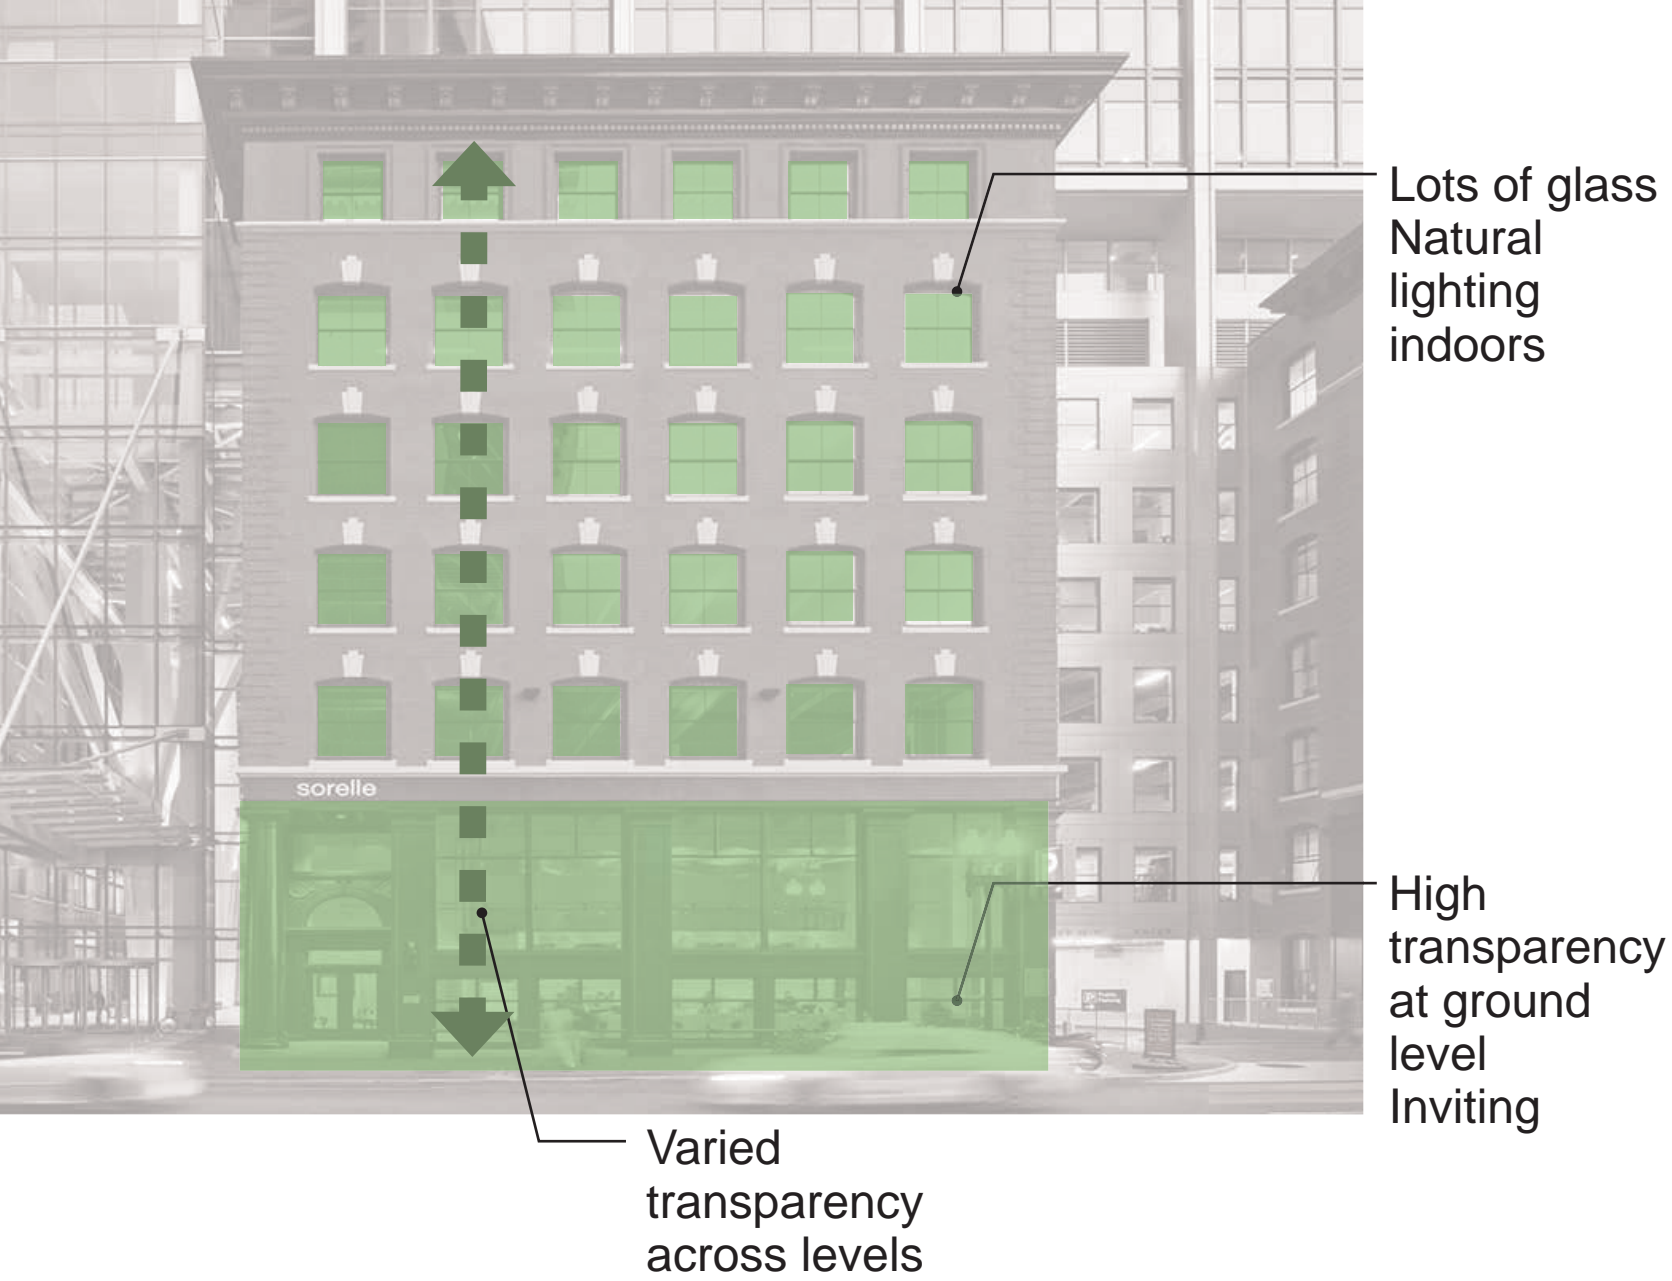 Lots of glass
Natural
lighting
indoors
sorelle
High
transparency
at ground
level
Inviting
Varied
transparency
across levels